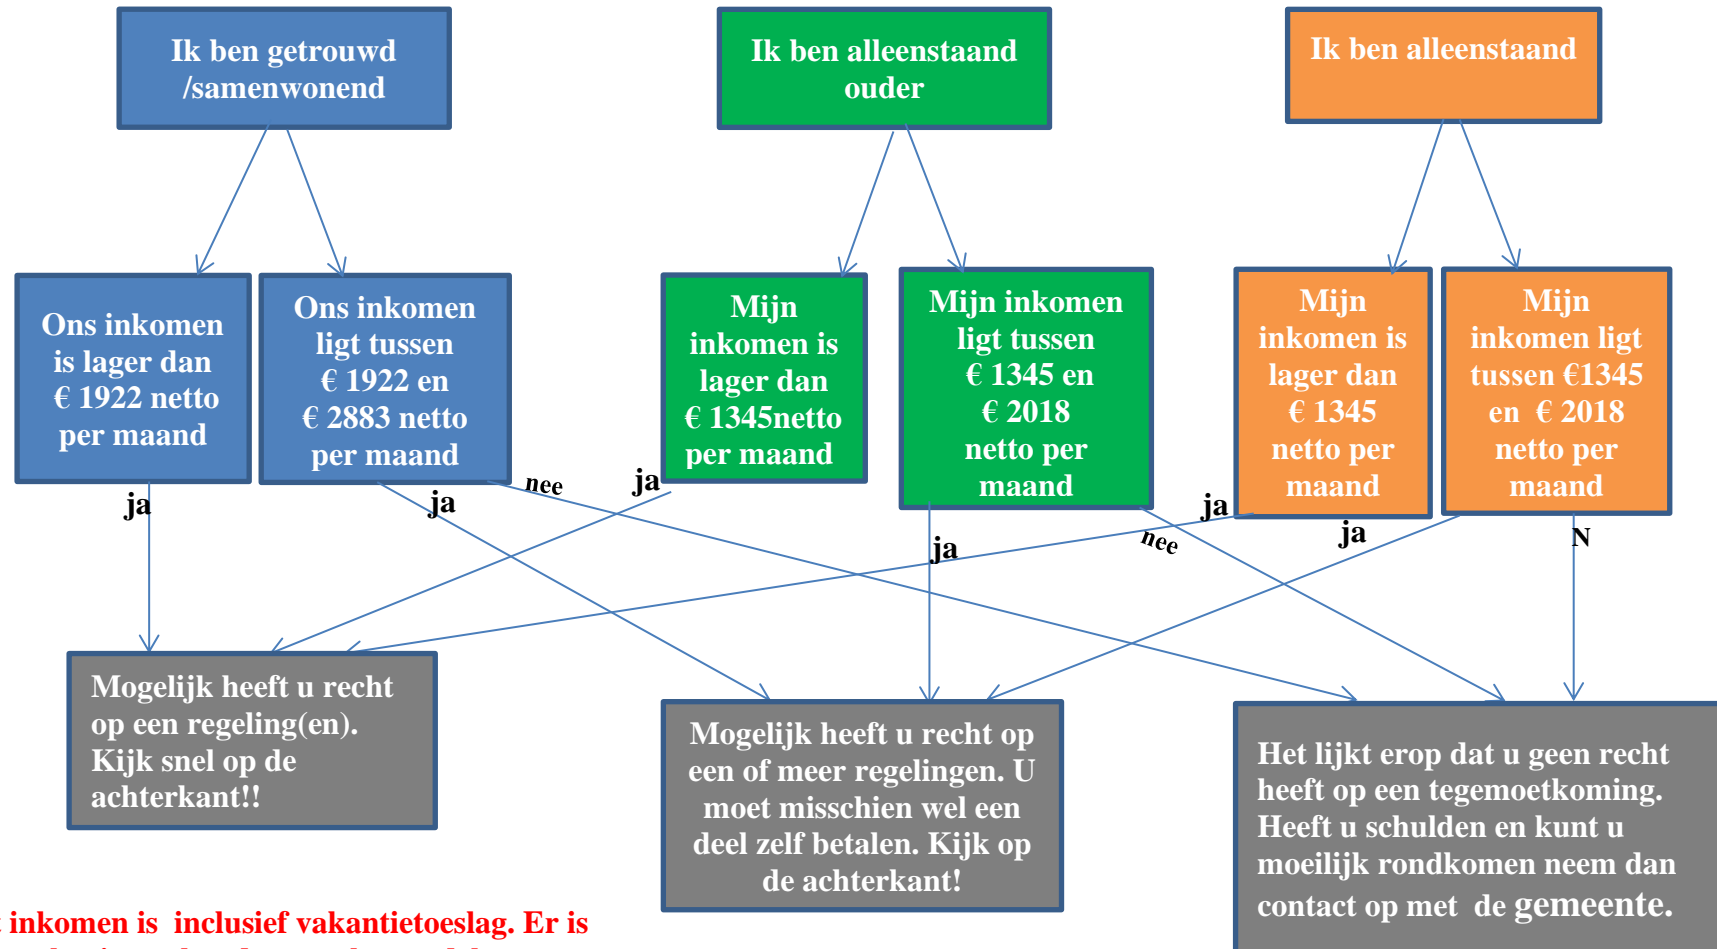 Ik ben getrouwd
/samenwonend
Ik ben alleenstaand
ouder
Ik ben alleenstaand
Ons inkomen
is lager dan
€ 1922 netto
per maand
Ons inkomen
ligt tussen
€ 1922 en
€ 2883 netto
per maand
Mijn
inkomen is
lager dan
€ 1345netto
per maand
Mijn inkomen
ligt tussen
€ 1345 en
€ 2018
netto per
maand
Mijn
inkomen is
lager dan
€ 1345
netto per
maand
Mijn
inkomen ligt
tussen €1345
en € 2018
netto per
maand
ja
ja
nee
ja
ja
nee
ja
ja
N
Mogelijk heeft u recht
op een regeling(en).
Kijk snel op de
achterkant!!
Mogelijk heeft u recht op
een of meer regelingen. U
moet misschien wel een
deel zelf betalen. Kijk op
de achterkant!
Het lijkt erop dat u geen recht
heeft op een tegemoetkoming.
Heeft u schulden en kunt u
moeilijk rondkomen neem dan
contact op met de gemeente.
inkomen is inclusief vakantietoeslag. Er is